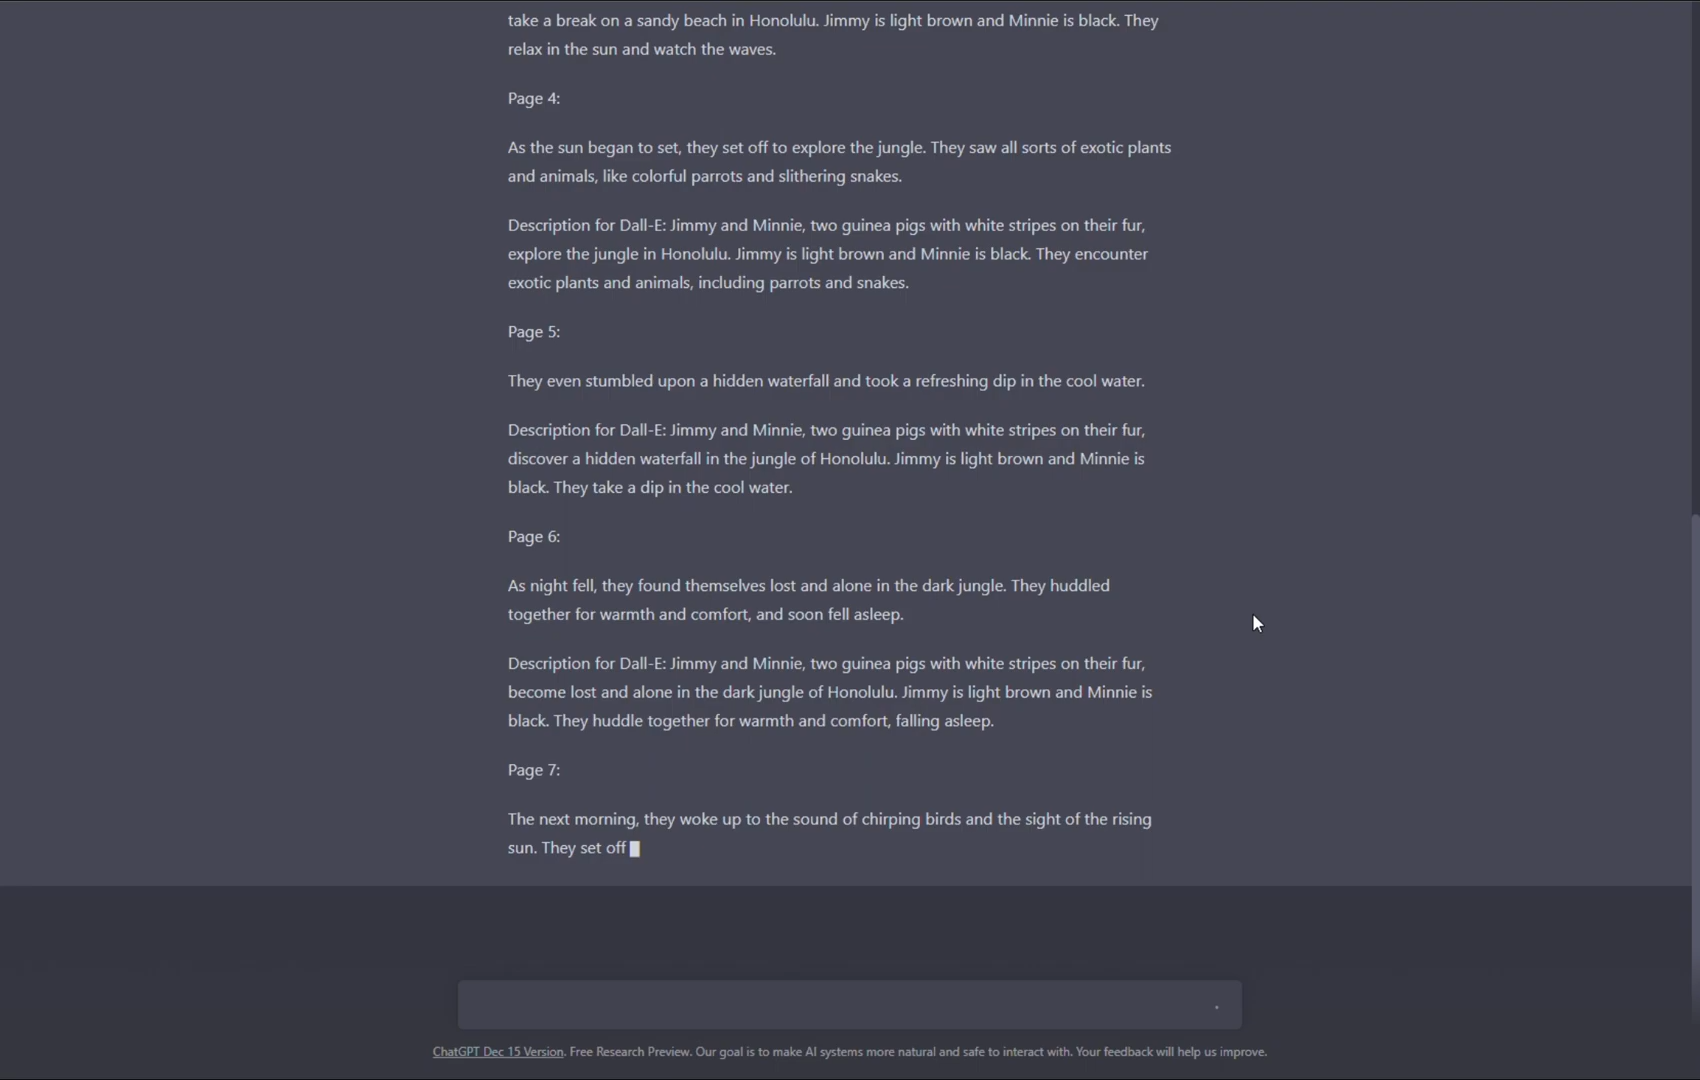 take a break on a sandy beach in Honolulu. Jimmy is light brown and Minnie is black. They
relax in the sun and watch the waves.
Page 4:
As the sun began to set, they set off to explore the jungle. They saw all sorts of exotic plants
and animals, like colorful parrots and slithering snakes.
Description for Dall-E: Jimmy and Minnie, two guinea pigs with white stripes on their fur,
explore the jungle in Honolulu. Jimmy is light brown and Minnie is black. They encounter
exotic plants and animals, including parrots and snakes.
Page 5:
They even stumbled upon a hidden waterfall and took a refreshing dip in the cool water.
Description for Dall-E: Jimmy and Minnie, two guinea pigs with white stripes on their fur,
discover a hidden waterfall in the jungle of Honolulu. Jimmy is light brown and Minnie is
black. They take a dip in the cool water.
Page 6:
As night fell, they found themselves lost and alone in the dark jungle. They huddled
together for warmth and comfort, and soon fell asleep.
Description for Dall-E: Jimmy and Minnie, two guinea pigs with white stripes on their fur,
become lost and alone in the dark jungle of Honolulu. Jimmy is light brown and Minnie is
black. They huddle together for warmth and comfort, falling asleep.
Page 7:
The next morning, they woke up to the sound of chirping birds and the sight of the rising
sun. They set off
ChatGPT Dec 15 Version. Free Research Preview. Our goal is to make AI systems more natural and safe to interact with. Your feedback will help us improve.